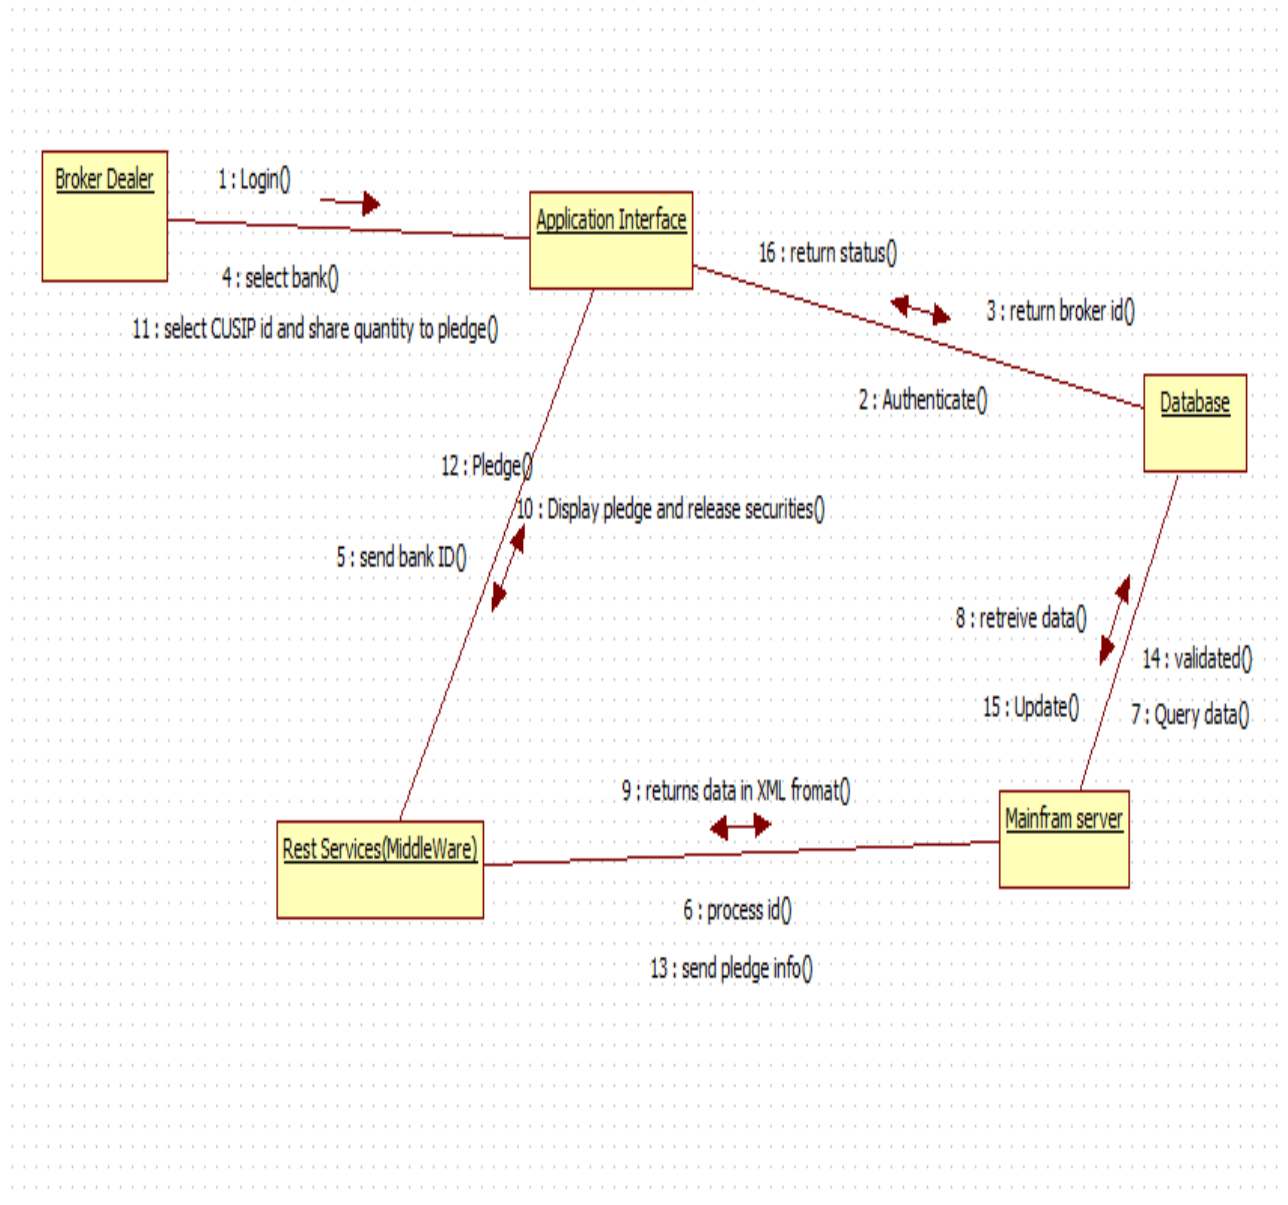 Broker Dealer
1 : Login()
Application Interface
16 : return status()
4 : select bank()
3 : return broker id()
11 : select CUSIP id and share quantity to pledge()
2 : Authenticate()
Database
12 : Pledge()
10 : Display pledge and release securities()
5 : send bank ID()
8 : retreive data()
14 : validated()
15 : Update()
7 : Query data()
9 : returns data in XML fromat()
Mainfram server
Rest Services(MiddleWare)
6 : process id()
13 : send pledge info()